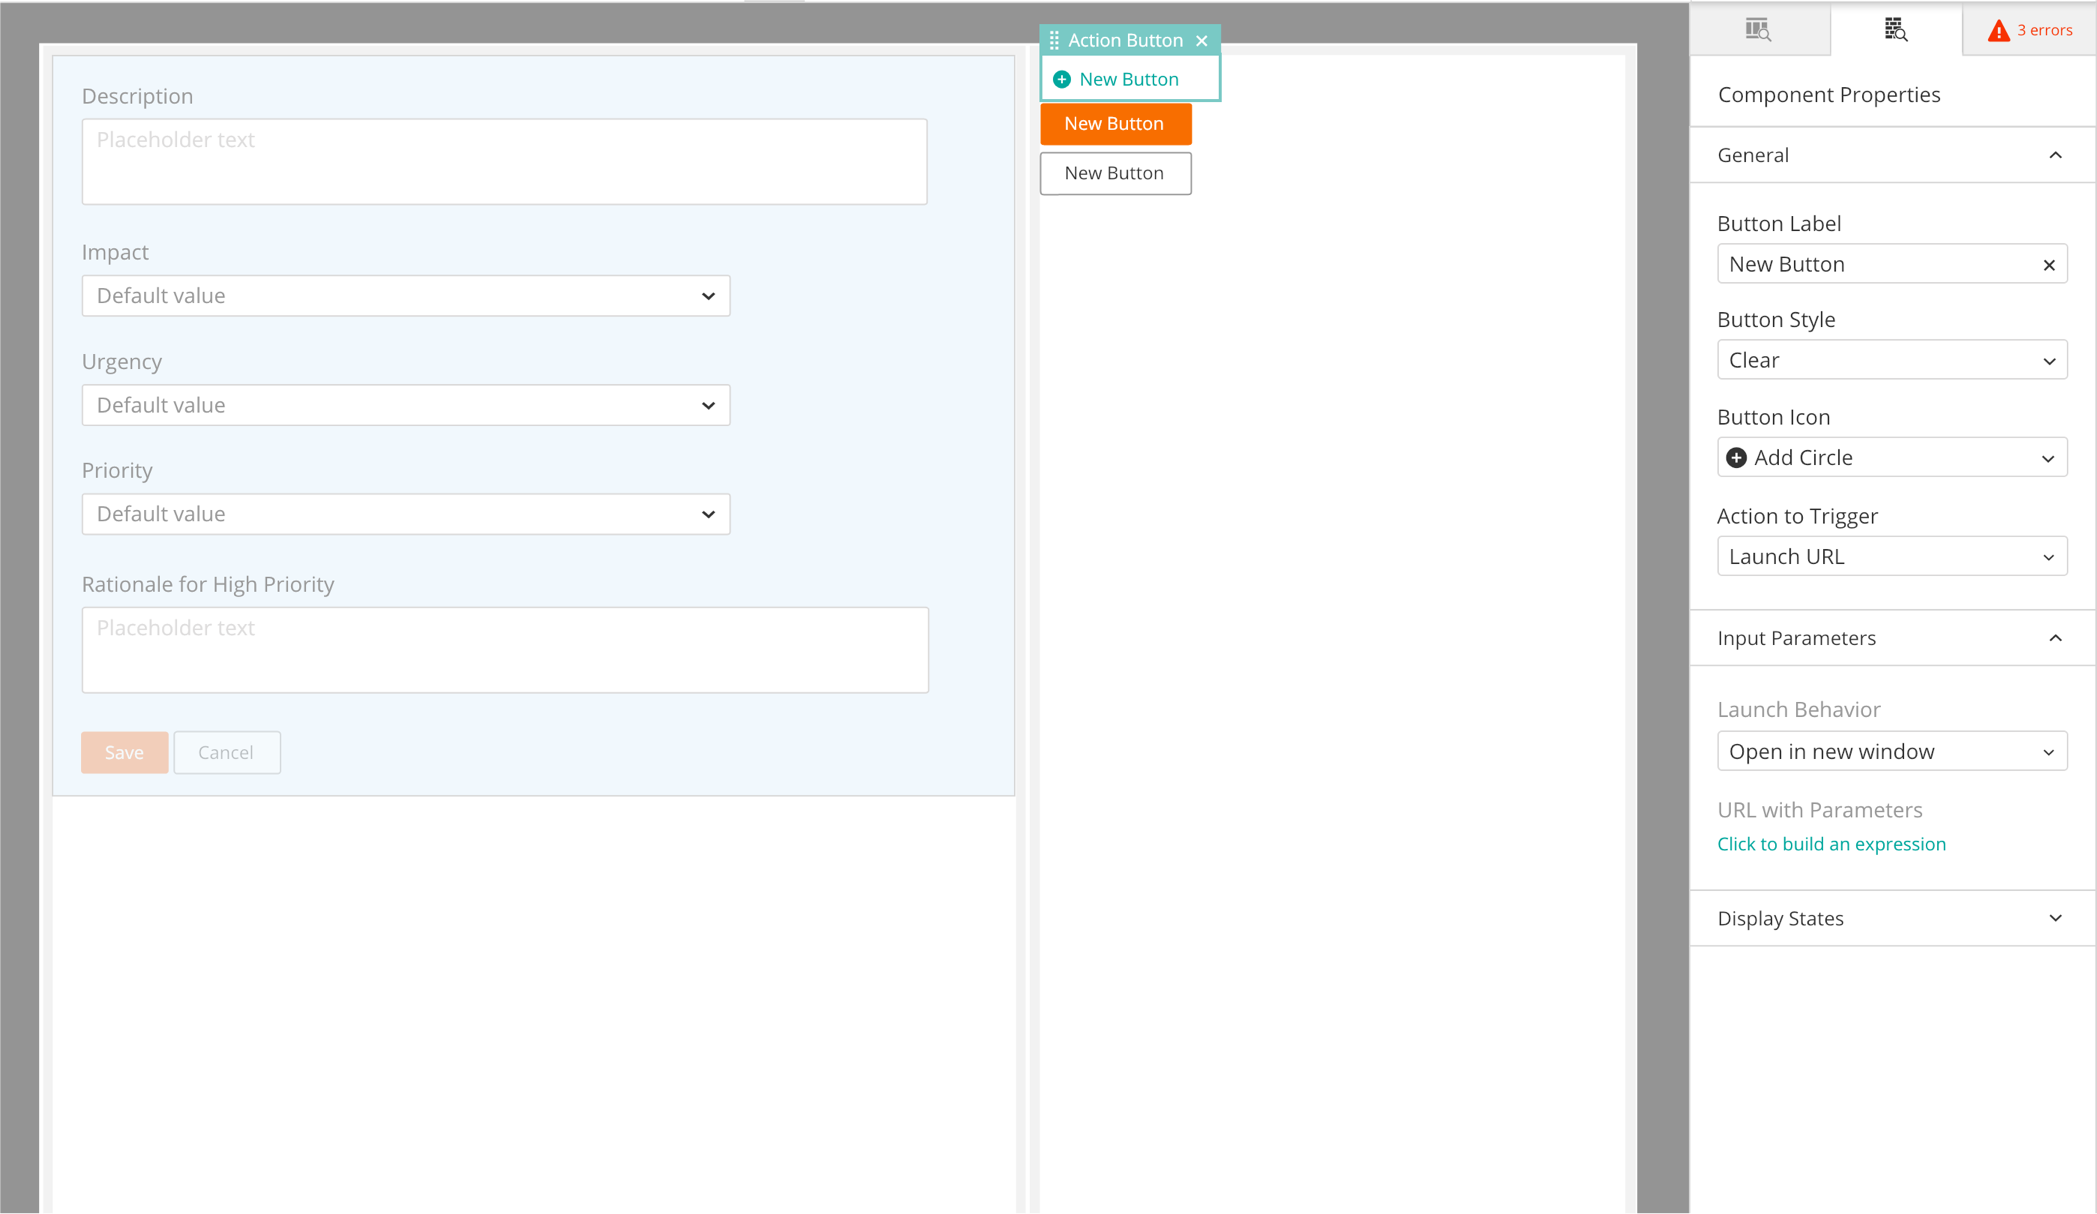 Description
Placeholder text
Impact
Default value
Urgency
Default value
Priority
Default value
Rationale for High Priority
Placeholder text
Save
Cancel
Action Button
New Button
New Button
New Button
3 errors
Component Properties
General
Button Label
New Button
Button Style
Clear
Button Icon
Add Circle
Action to Trigger
Launch URL
Input Parameters
Launch Behavior
Open in new window
URL with Parameters
Click to build an expression
Display States